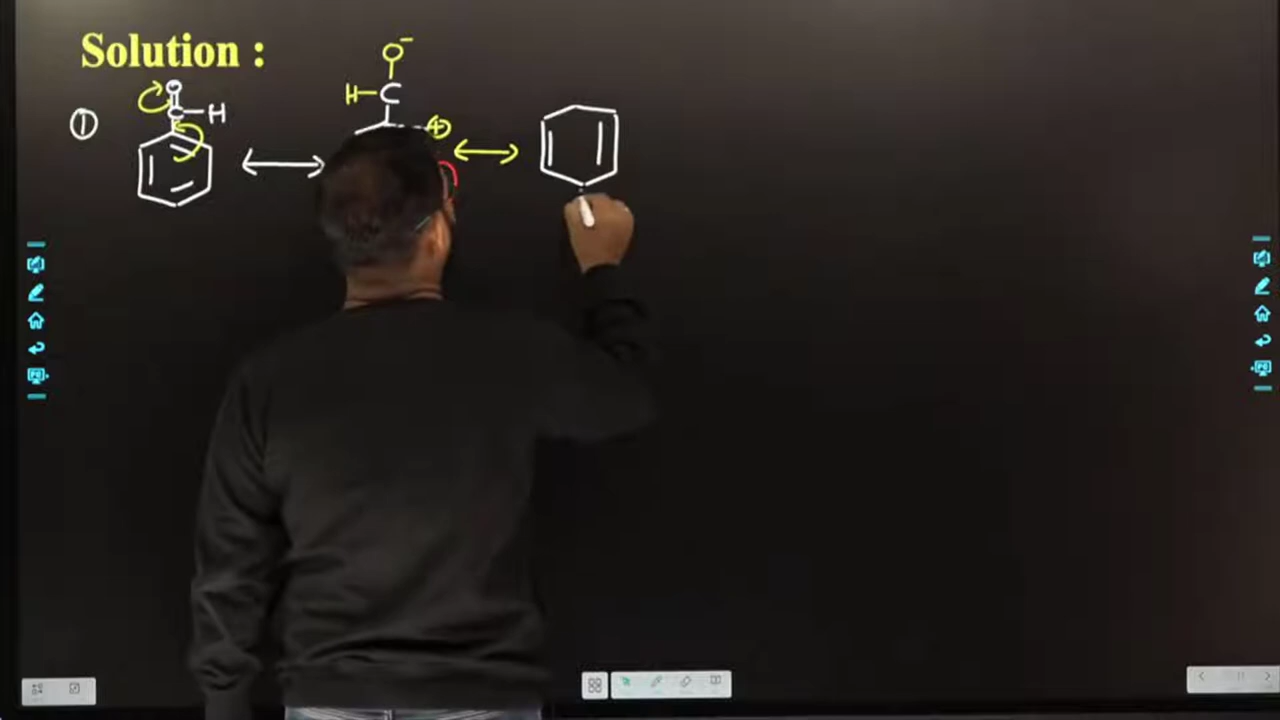 Solution :
① O C H
O⁻
H C ⊕